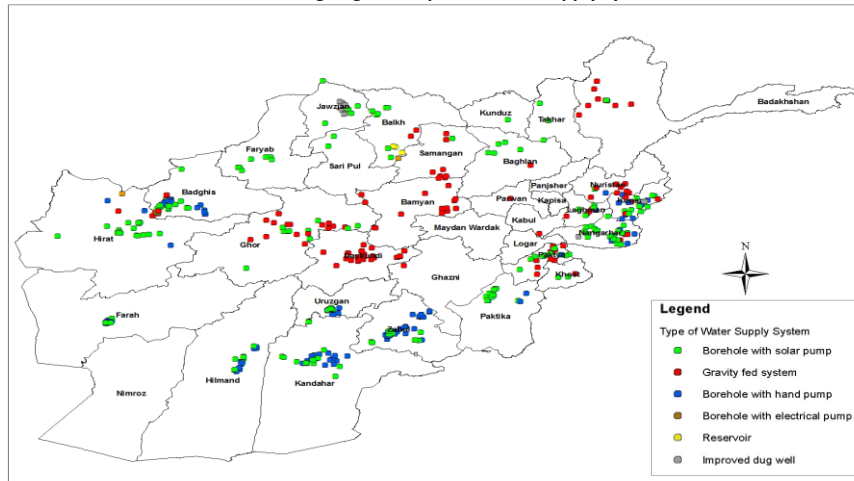 Jawzjan
Balkh
Kunduz
Takhar
Badakhshan
Faryab
Sari Pul
Samangan
Baghlan
Badghis
Bamyan
Panjsher
Nuristan
Parwan
Kapisa
Kunar
Laghman
Hirat
Ghor
Maydan Wardak
Kabul
Nangarhar
Daykundi
Logar
Paktya
Ghazni
Khost
N
Uruzgan
Paktika
Farah
Zabul
Nimroz
Hilmand
Kandahar
Legend
Type of Water Supply System
Borehole with solar pump
Gravity fed system
Borehole with hand pump
Borehole with electrical pump
Reservoir
Improved dug well